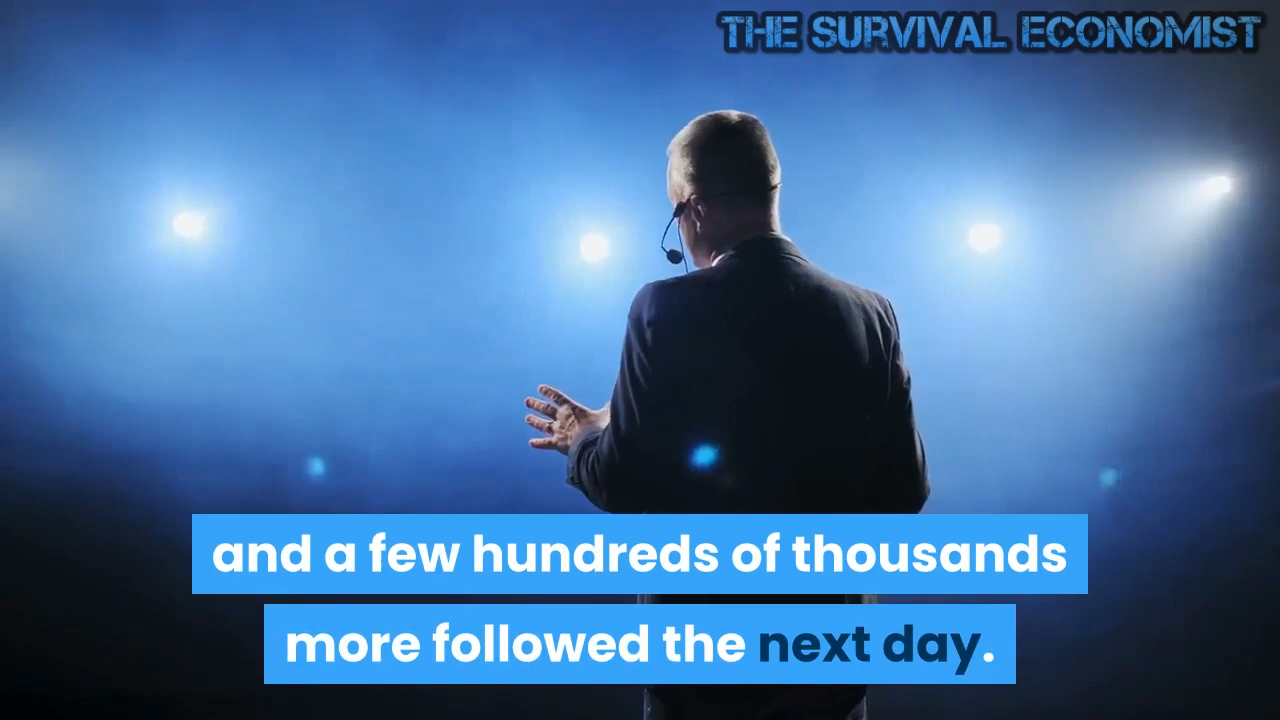 THE SURVIVAL ECONOMIST
and a few hundreds of thousands
more followed the next day.